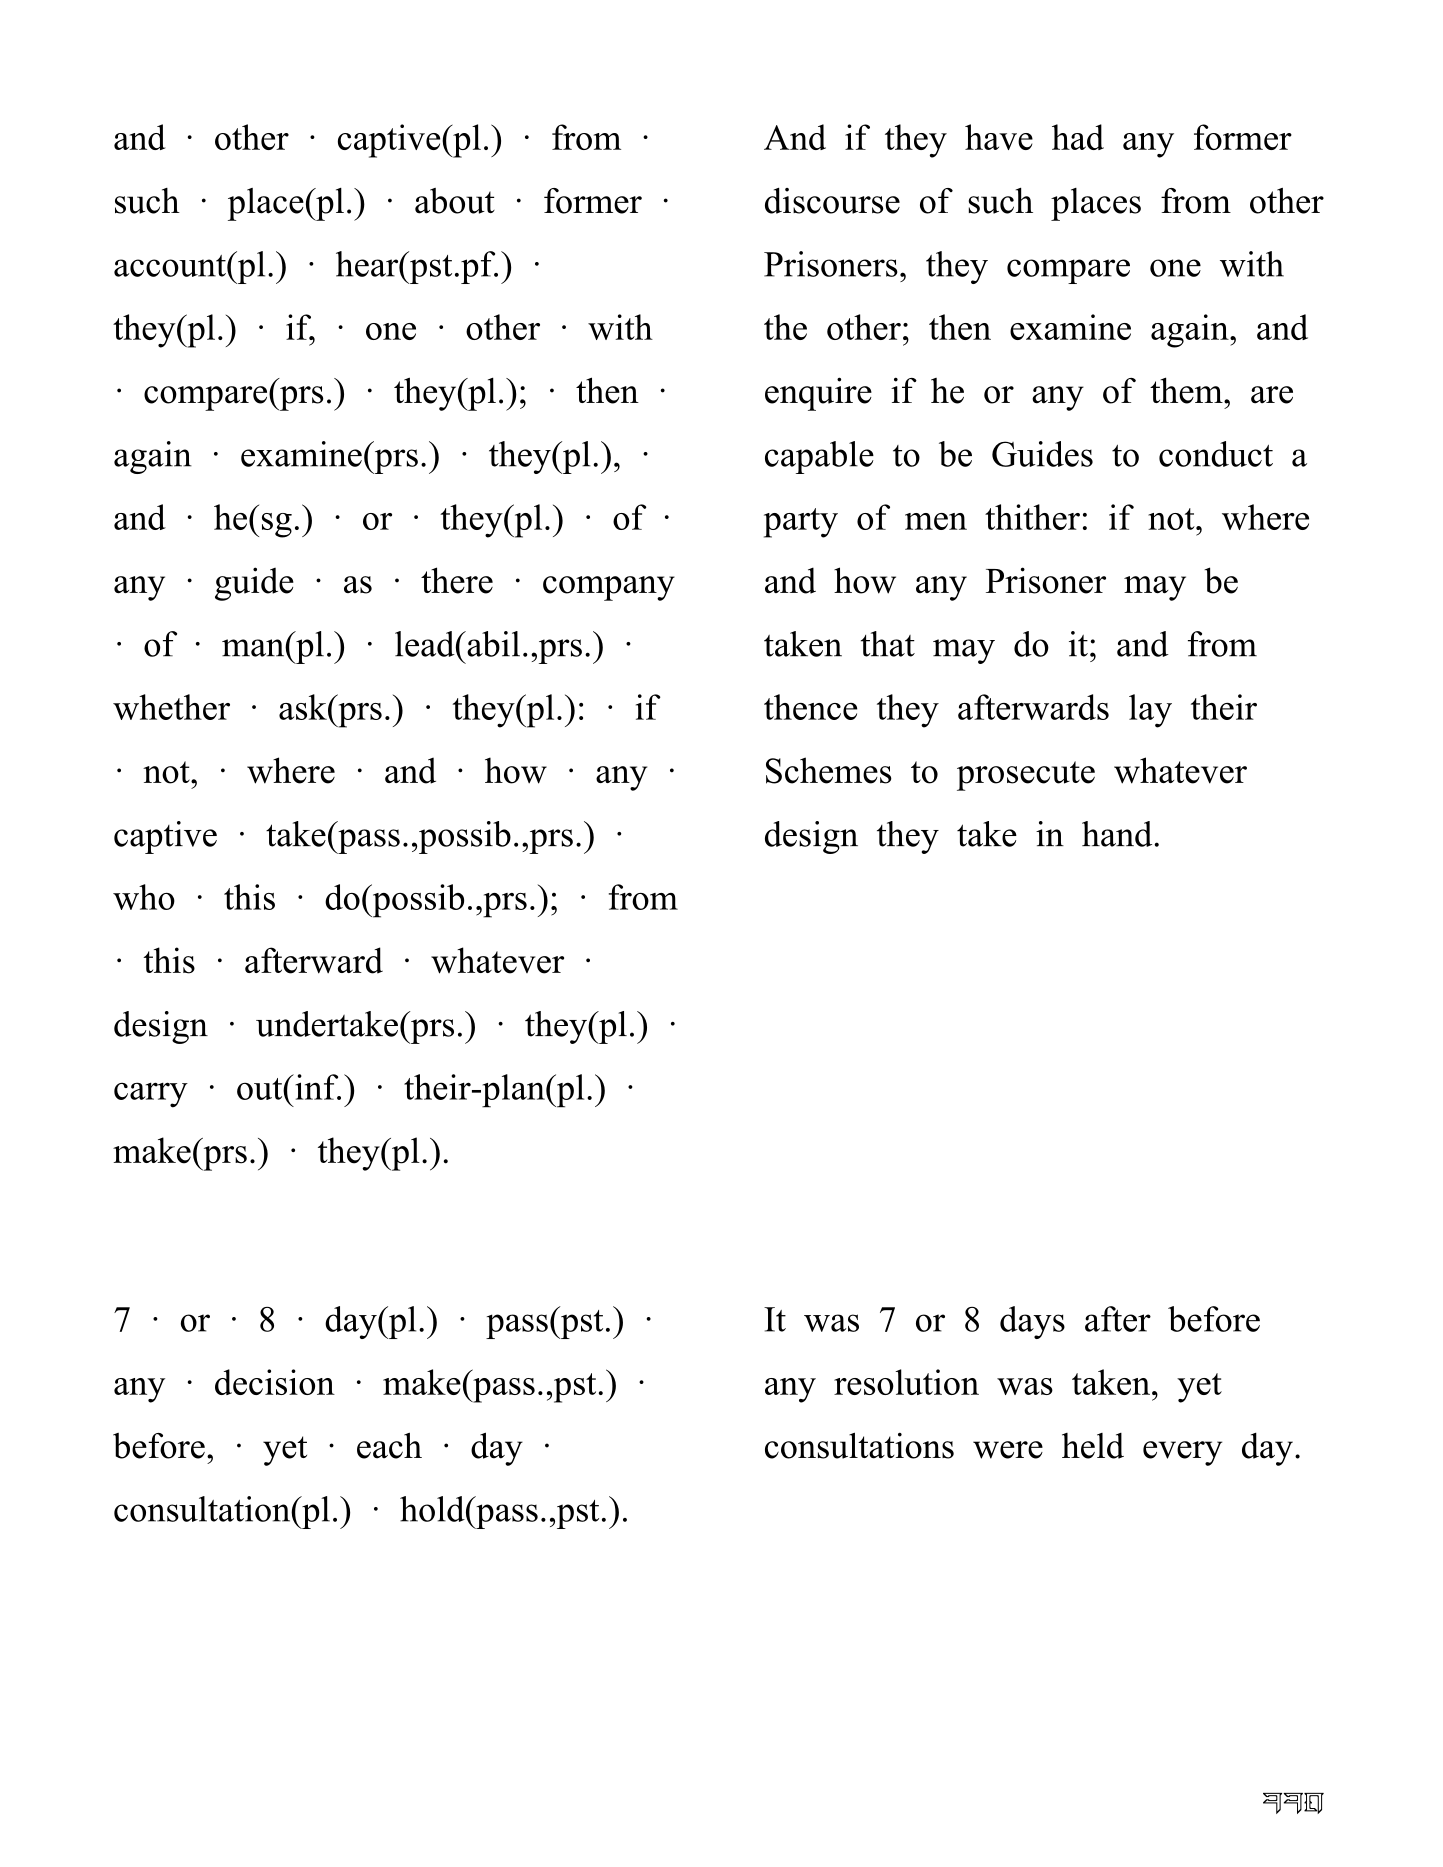 and · other · captive(pl.) · from ·
such · place(pl.) · about · former ·
account(pl.) · hear(pst.pf.) ·
they(pl.) · if, · one · other · with
· compare(prs.) · they(pl.); · then ·
again · examine(prs.) · they(pl.), ·
and · he(sg.) · or · they(pl.) · of ·
any · guide · as · there · company
· of · man(pl.) · lead(abil.,prs.) ·
whether · ask(prs.) · they(pl.): · if
· not, · where · and · how · any ·
captive · take(pass.,possib.,prs.) ·
who · this · do(possib.,prs.); · from
· this · afterward · whatever ·
design · undertake(prs.) · they(pl.) ·
carry · out(inf.) · their-plan(pl.) ·
make(prs.) · they(pl.).
And if they have had any former
discourse of such places from other
Prisoners, they compare one with
the other; then examine again, and
enquire if he or any of them, are
capable to be Guides to conduct a
party of men thither: if not, where
and how any Prisoner may be
taken that may do it; and from
thence they afterwards lay their
Schemes to prosecute whatever
design they take in hand.
7 · or · 8 · day(pl.) · pass(pst.) ·
any · decision · make(pass.,pst.) ·
before, · yet · each · day ·
consultation(pl.) · hold(pass.,pst.).
It was 7 or 8 days after before
any resolution was taken, yet
consultations were held every day.